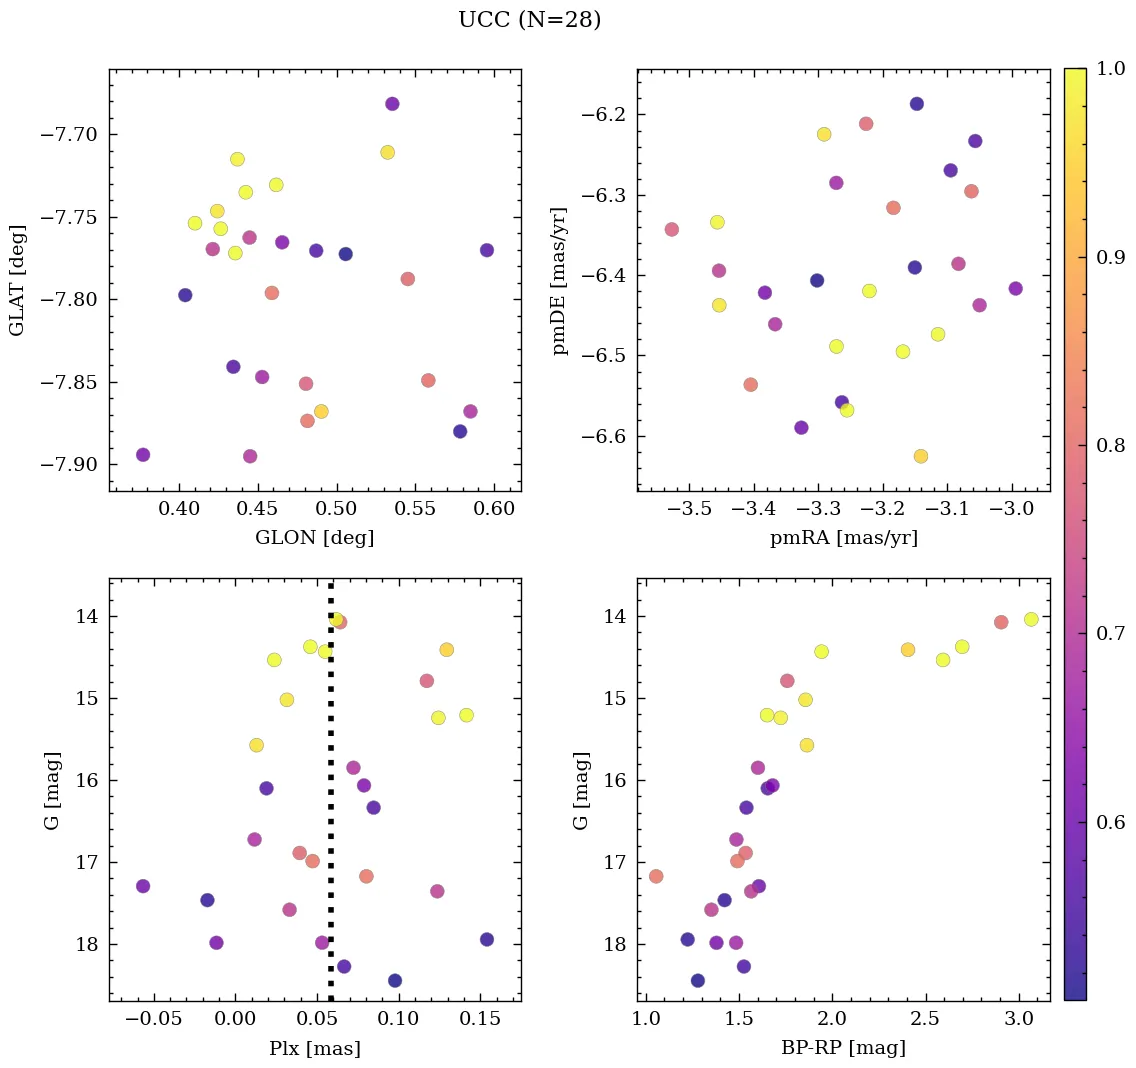 UCC (N=28)
−7.70
−7.75
−7.80
−7.85
−7.90
GLAT [deg]
0.40 0.45 0.50 0.55 0.60
GLON [deg]
−6.2
−6.3
−6.4
−6.5
−6.6
pmDE [mas/yr]
−3.5 −3.4 −3.3 −3.2 −3.1 −3.0
pmRA [mas/yr]
14
15
16
17
18
G [mag]
−0.05 0.00 0.05 0.10 0.15
Plx [mas]
14
15
16
17
18
G [mag]
1.0 1.5 2.0 2.5 3.0
BP-RP [mag]
1.0
0.9
0.8
0.7
0.6